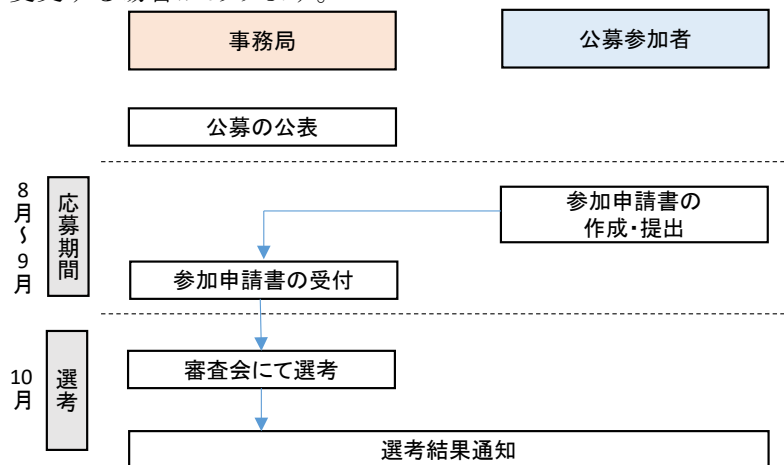 事務局
公募参加者
公募の公表
8月～9月
応募期間
参加申請書の
作成・提出
参加申請書の受付
10月
選考
審査会にて選考
選考結果通知